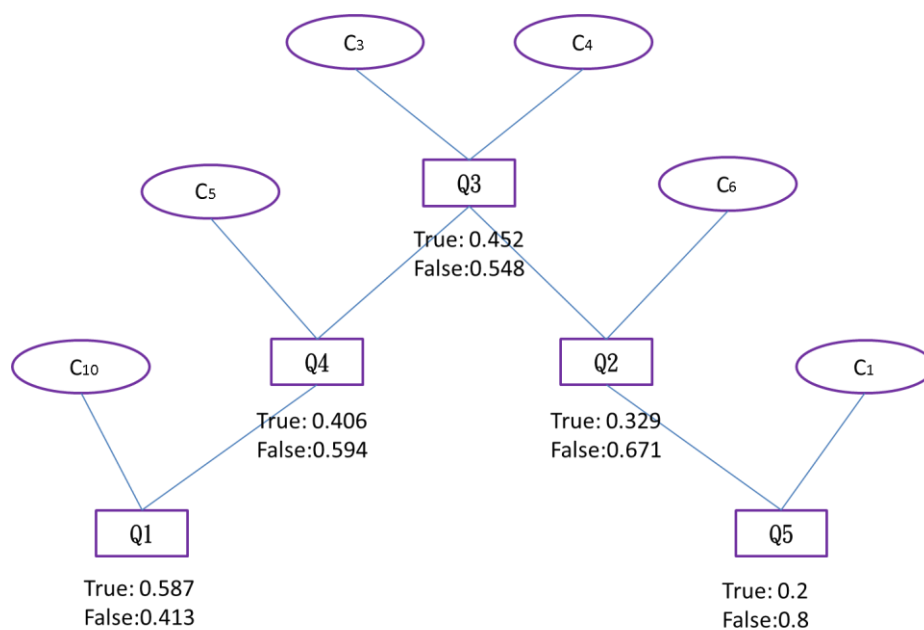 C3
C4
Q3
C5
C6
True: 0.452
False:0.548
Q4
Q2
C10
C1
True: 0.406
False:0.594
True: 0.329
False:0.671
Q1
Q5
True: 0.587
False:0.413
True: 0.2
False:0.8